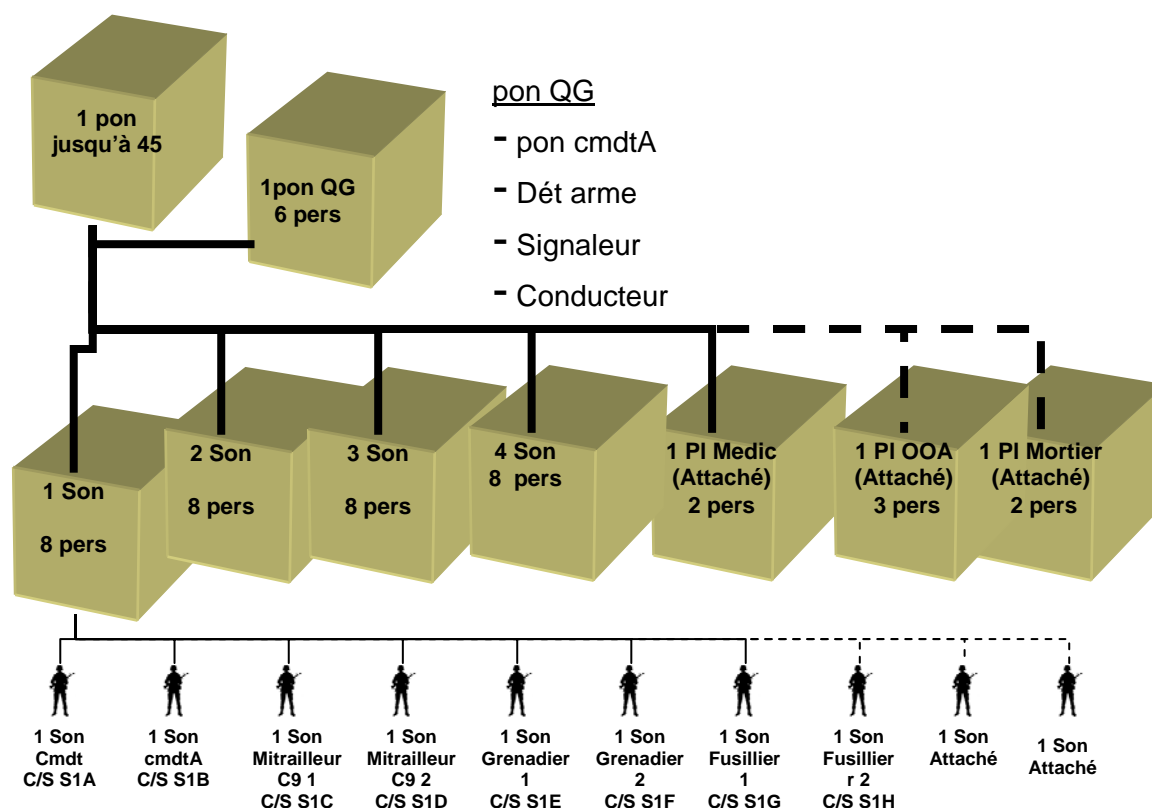 1 pon
jusqu’à 45
1pon QG
6 pers
pon QG
- pon cmdtA
- Dét arme
- Signaleur
- Conducteur
1 Son
8 pers
2 Son
8 pers
3 Son
8 pers
4 Son
8 pers
1 PI Medic
(Attaché)
2 pers
1 PI OOA
(Attaché)
3 pers
1 PI Mortier
(Attaché)
2 pers
1 Son
Cmdt
C/S S1A
1 Son
cmdtA
C/S S1B
1 Son
Mitrailleur
C9 1
C/S S1C
1 Son
Mitrailleur
C9 2
C/S S1D
1 Son
Grenadier
1
C/S S1E
1 Son
Grenadier
2
C/S S1F
1 Son
Fusillier
1
C/S S1G
1 Son
Fusillier
r 2
C/S S1H
1 Son
Attaché
1 Son
Attaché